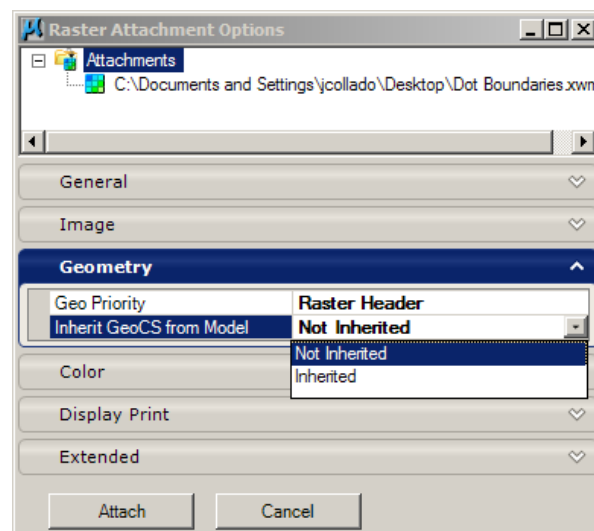 Raster Attachment Options
Attachments
C:\Documents and Settings\jcollado\Desktop\Dot Boundaries.xwm
General
Image
Geometry
Geo Priority Raster Header
Inherit GeoCS from Model Not Inherited
Not Inherited
Inherited
Color
Display Print
Extended
Attach Cancel